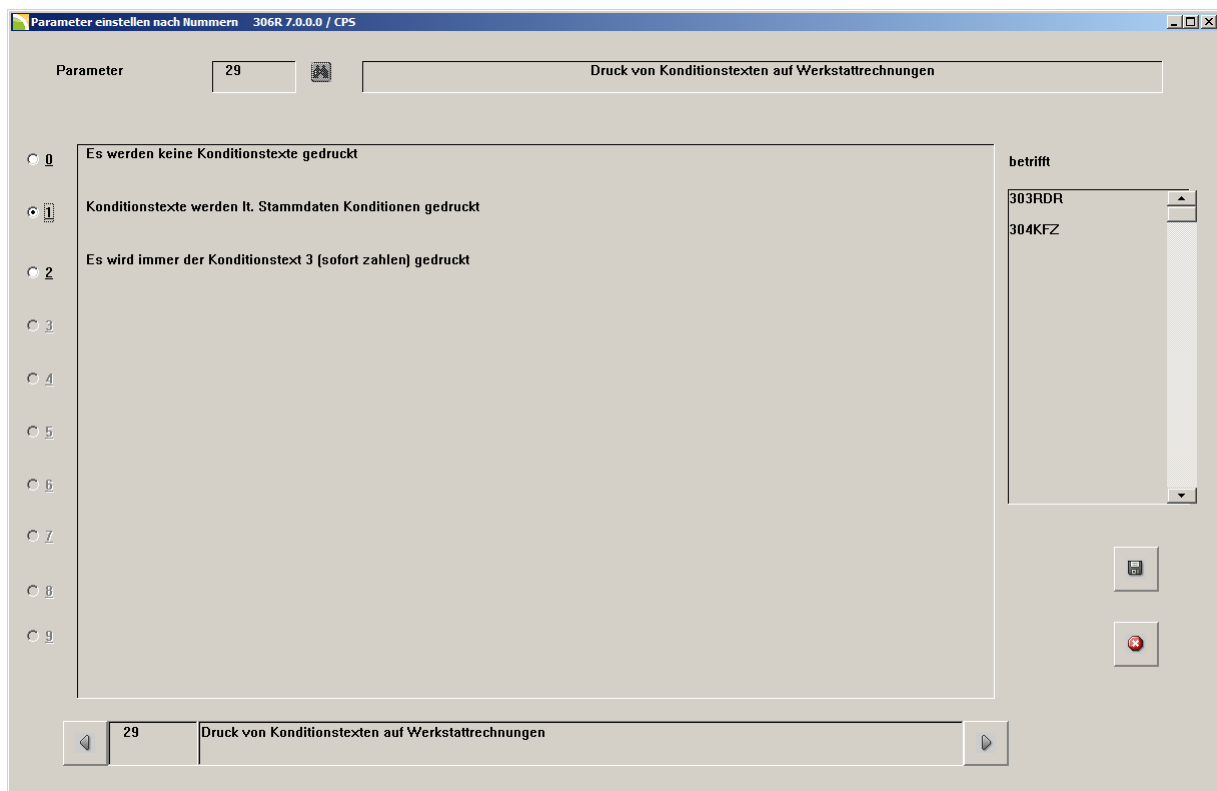 Parameter einstellen nach Nummern 306R 7.0.0.0 / CPS
Parameter 29 Druck von Konditionstexten auf Werkstattrechnungen
0 Es werden keine Konditionstexte gedruckt
betrifft
1 Konditionstexte werden lt. Stammdaten Konditionen gedruckt
303RDR
304KFZ
2 Es wird immer der Konditionstext 3 (sofort zahlen) gedruckt
3
4
5
6
7
8
9
29 Druck von Konditionstexten auf Werkstattrechnungen